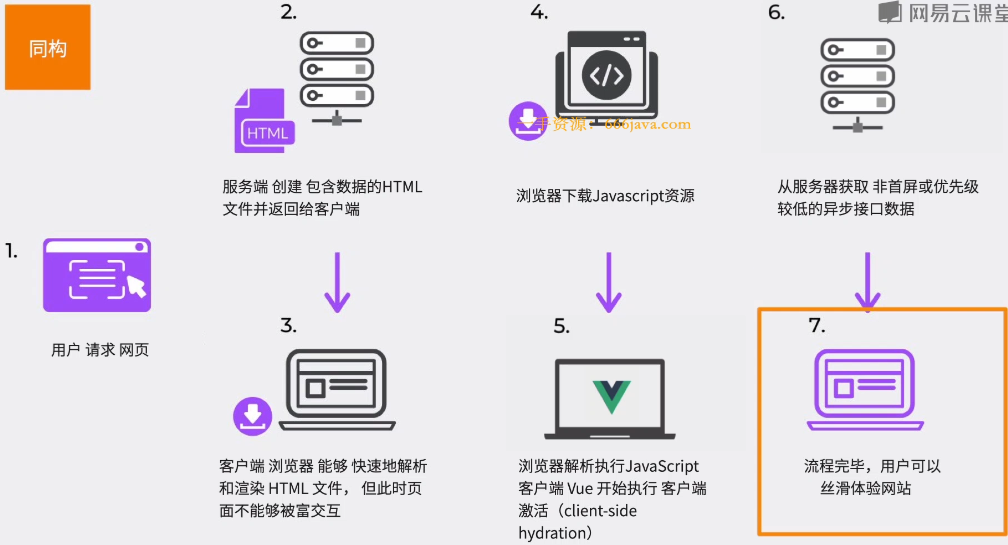 同构
网易云课堂
1.
用户 请求 网页
2.
HTML
服务端 创建 包含数据的HTML
文件并返回给客户端
3.
客户端 浏览器 能够 快速地解析
和渲染 HTML 文件， 但此时页
面不能够被富交互
4.
</>
一手资源：666java.com
浏览器下载Javascript资源
5.
浏览器解析执行JavaScript
客户端 Vue 开始执行 客户端
激活（client-side
hydration）
6.
从服务器获取 非首屏或优先级
较低的异步接口数据
7.
流程完毕，用户可以
丝滑体验网站